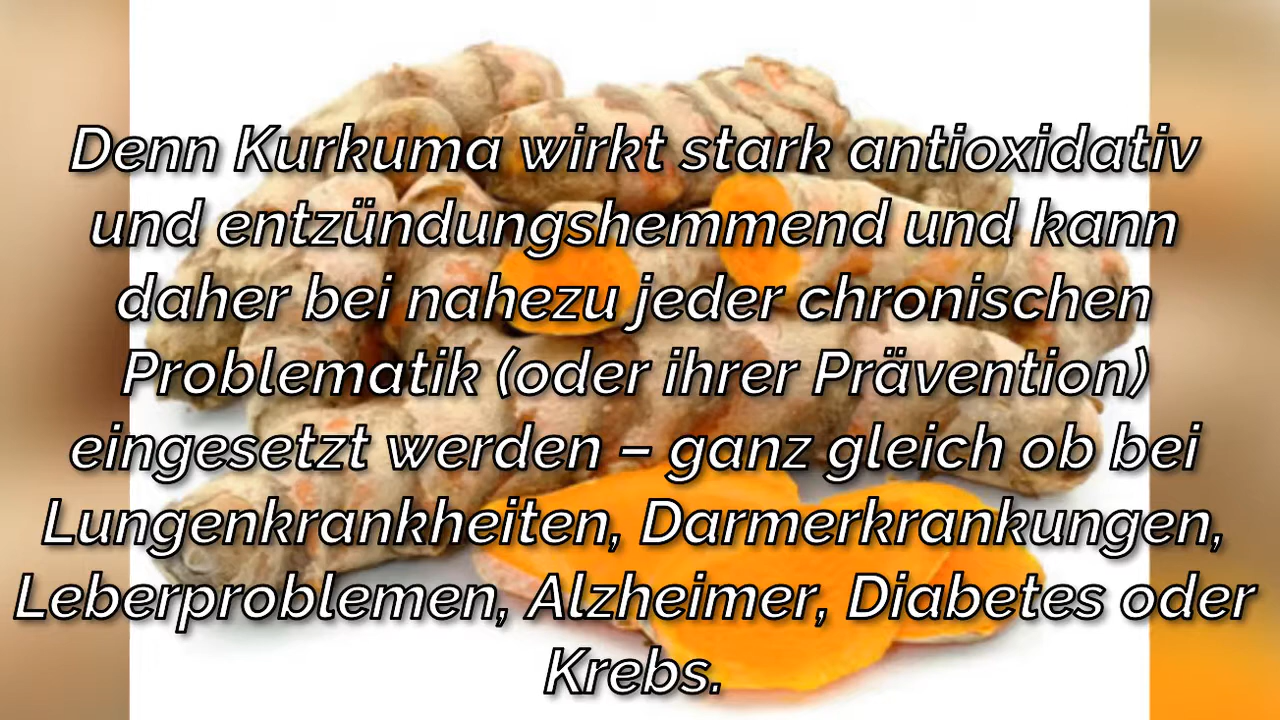 Denn Kurkuma wirkt stark antioxidativ
und entzündungshemmend und kann
daher bei nahezu jeder chronischen
Problematik (oder ihrer Prävention)
eingesetzt werden – ganz gleich ob bei
Lungenkrankheiten, Darmerkrankungen,
Leberproblemen, Alzheimer, Diabetes oder
Krebs.